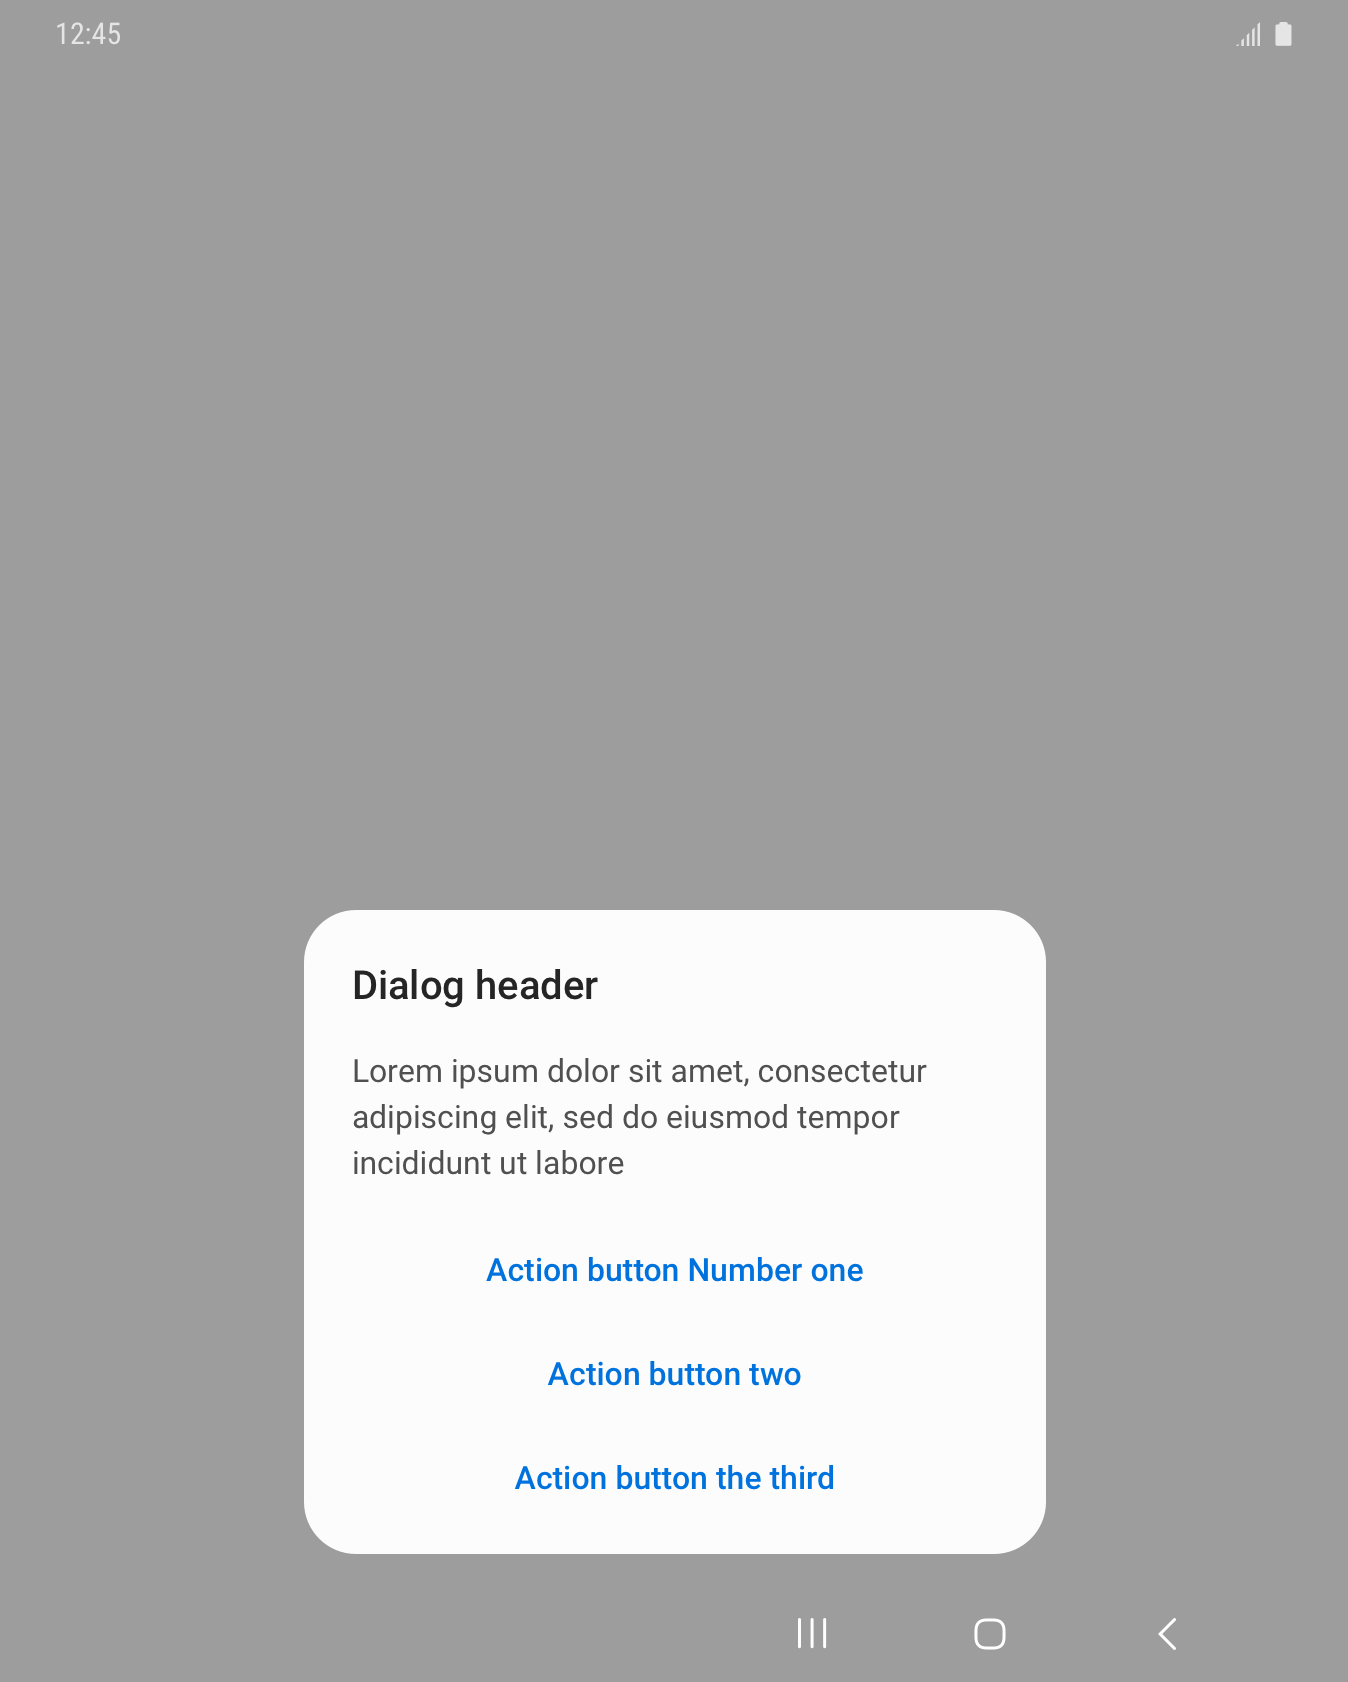 12:45
Dialog header
Lorem ipsum dolor sit amet, consectetur
adipiscing elit, sed do eiusmod tempor
incididunt ut labore
Action button Number one
Action button two
Action button the third